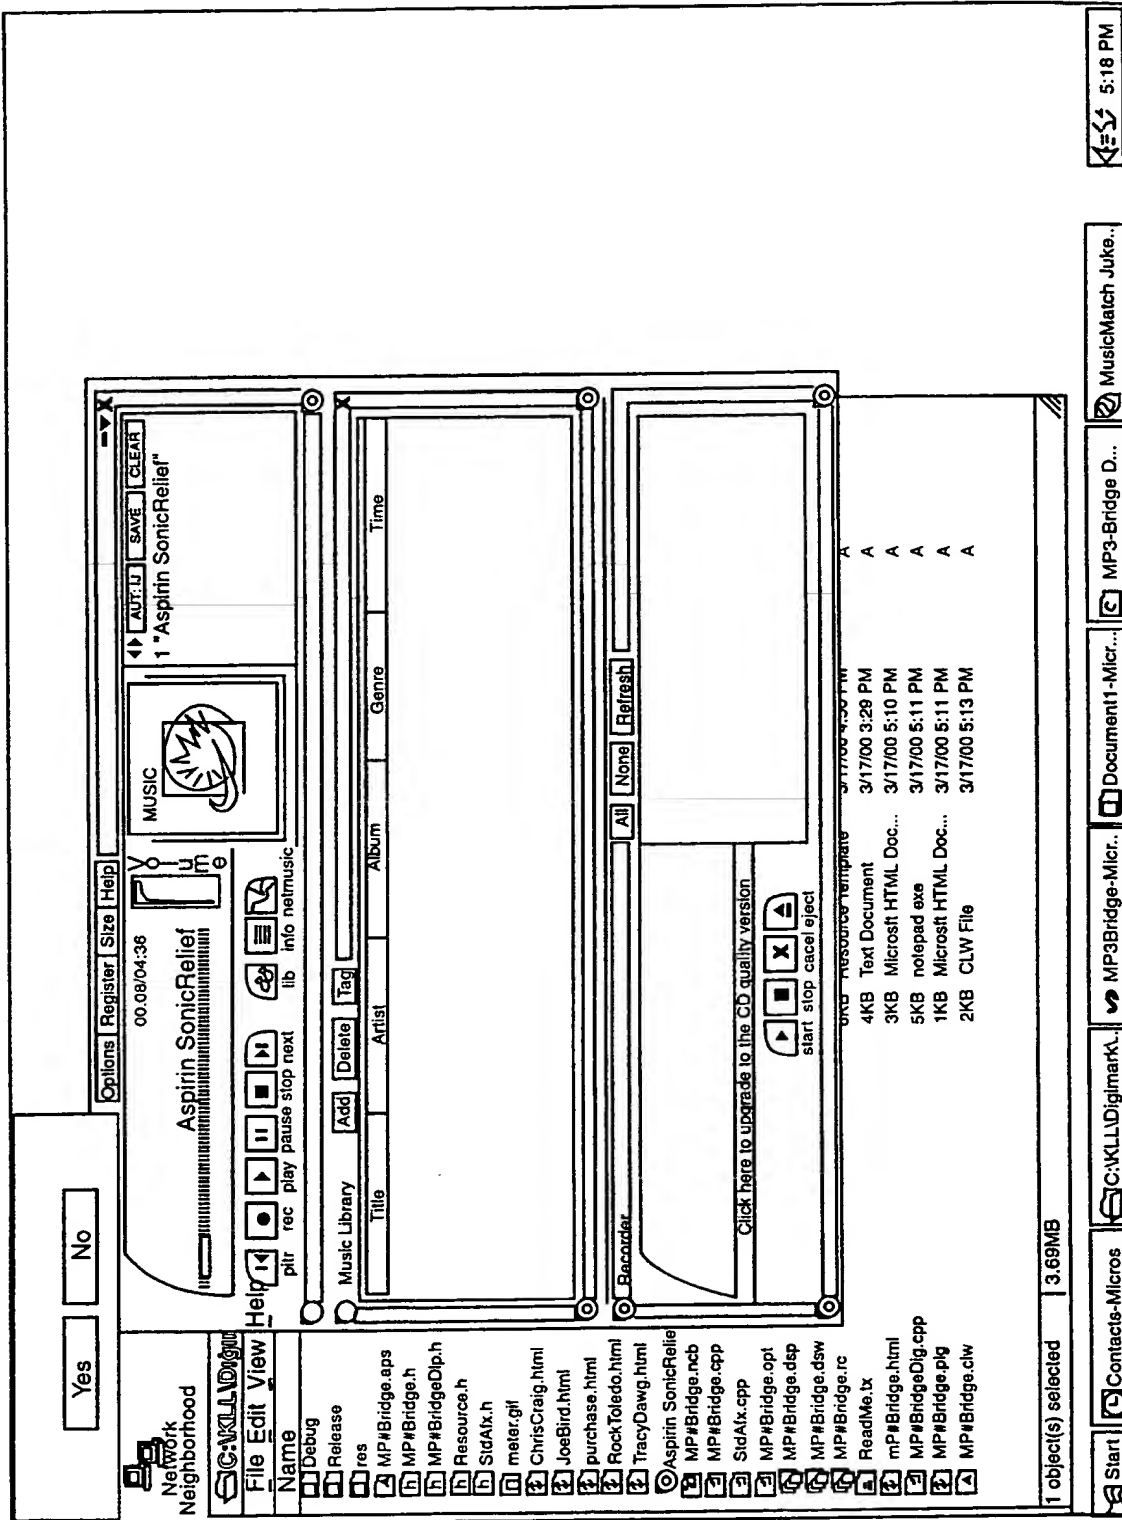 Yes
No
Network
Neighborhood
Options
Register
Size
Help
00.08/04:36
Aspirin SonicRelief
MUSIC
SAVE
CLEAR
1 "Aspirin SonicRelief"
pltr
rec
play
pause
stop
next
lib
info
netmusic
File Edit View Help
Name
Music Library
Add
Delete
Tag
Title
Artist
Album
Genre
Time
Recorder
All
None
Refresh
Click here to upgrade to the CD quality version
start
stop
cacel
eject
Debug
Release
res
MP#Bridge.aps
MP#Bridge.h
MP#BridgeDlp.h
Resource.h
StdAfx.h
meter.gif
ChrisCraig.html
JoeBird.html
purchase.html
RockToledo.html
TracyDawg.html
Aspirin SonicRelief
MP#Bridge.ncb
MP#Bridge.cpp
StdAfx.cpp
MP#Bridge.opt
MP#Bridge.dsp
MP#Bridge.dsw
MP#Bridge.rc
Resource Template
A
ReadMe.tx
4KB
Text Document
3/17/00 3:29 PM
A
mP#Bridge.html
3KB
Microstt HTML Doc...
3/17/00 5:10 PM
A
MP#BridgeDig.cpp
5KB
notepad exe
3/17/00 5:11 PM
A
MP#Bridge.plg
1KB
Microstt HTML Doc...
3/17/00 5:11 PM
A
MP#Bridge.clw
2KB
CLW File
3/17/00 5:13 PM
A
1 object(s) selected
3.69MB
Start
Contacts-Micros
C:\KLL\Digimark\..
MP3Bridge-Micr..
Document1-Micr...
MP3-Bridge D...
MusicMatch Juke..
5:18 PM